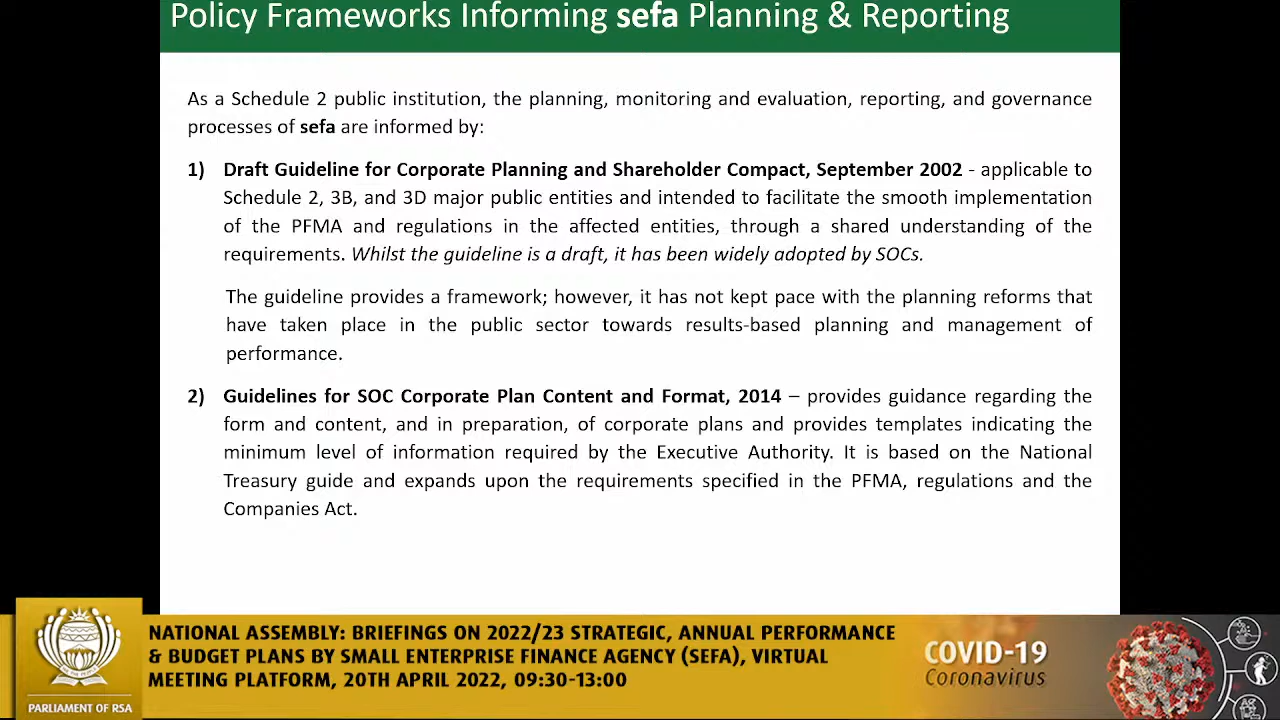 Policy Frameworks Informing sefa Planning & Reporting
As a Schedule 2 public institution, the planning, monitoring and evaluation, reporting, and governance
processes of sefa are informed by:
1) Draft Guideline for Corporate Planning and Shareholder Compact, September 2002 - applicable to
Schedule 2, 3B, and 3D major public entities and intended to facilitate the smooth implementation
of the PFMA and regulations in the affected entities, through a shared understanding of the
requirements. Whilst the guideline is a draft, it has been widely adopted by SOCs.
The guideline provides a framework; however, it has not kept pace with the planning reforms that
have taken place in the public sector towards results-based planning and management of
performance.
2) Guidelines for SOC Corporate Plan Content and Format, 2014 – provides guidance regarding the
form and content, and in preparation, of corporate plans and provides templates indicating the
minimum level of information required by the Executive Authority. It is based on the National
Treasury guide and expands upon the requirements specified in the PFMA, regulations and the
Companies Act.
NATIONAL ASSEMBLY: BRIEFINGS ON 2022/23 STRATEGIC, ANNUAL PERFORMANCE
& BUDGET PLANS BY SMALL ENTERPRISE FINANCE AGENCY (SEFA), VIRTUAL
MEETING PLATFORM, 20TH APRIL 2022, 09:30-13:00
PARLIAMENT OF RSA
COVID-19
Coronavirus